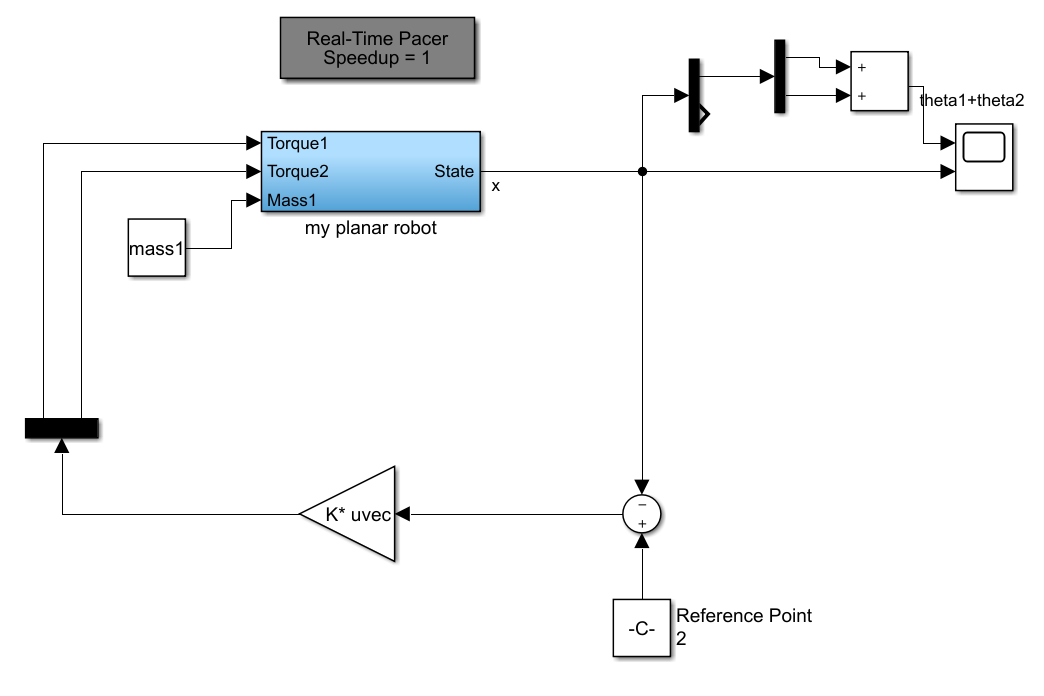 Real-Time Pacer
Speedup = 1
+
+
theta1+theta2
Torque1
Torque2
State
Mass1
x
my planar robot
mass1
K* uvec
−
+
-C-
Reference Point
2